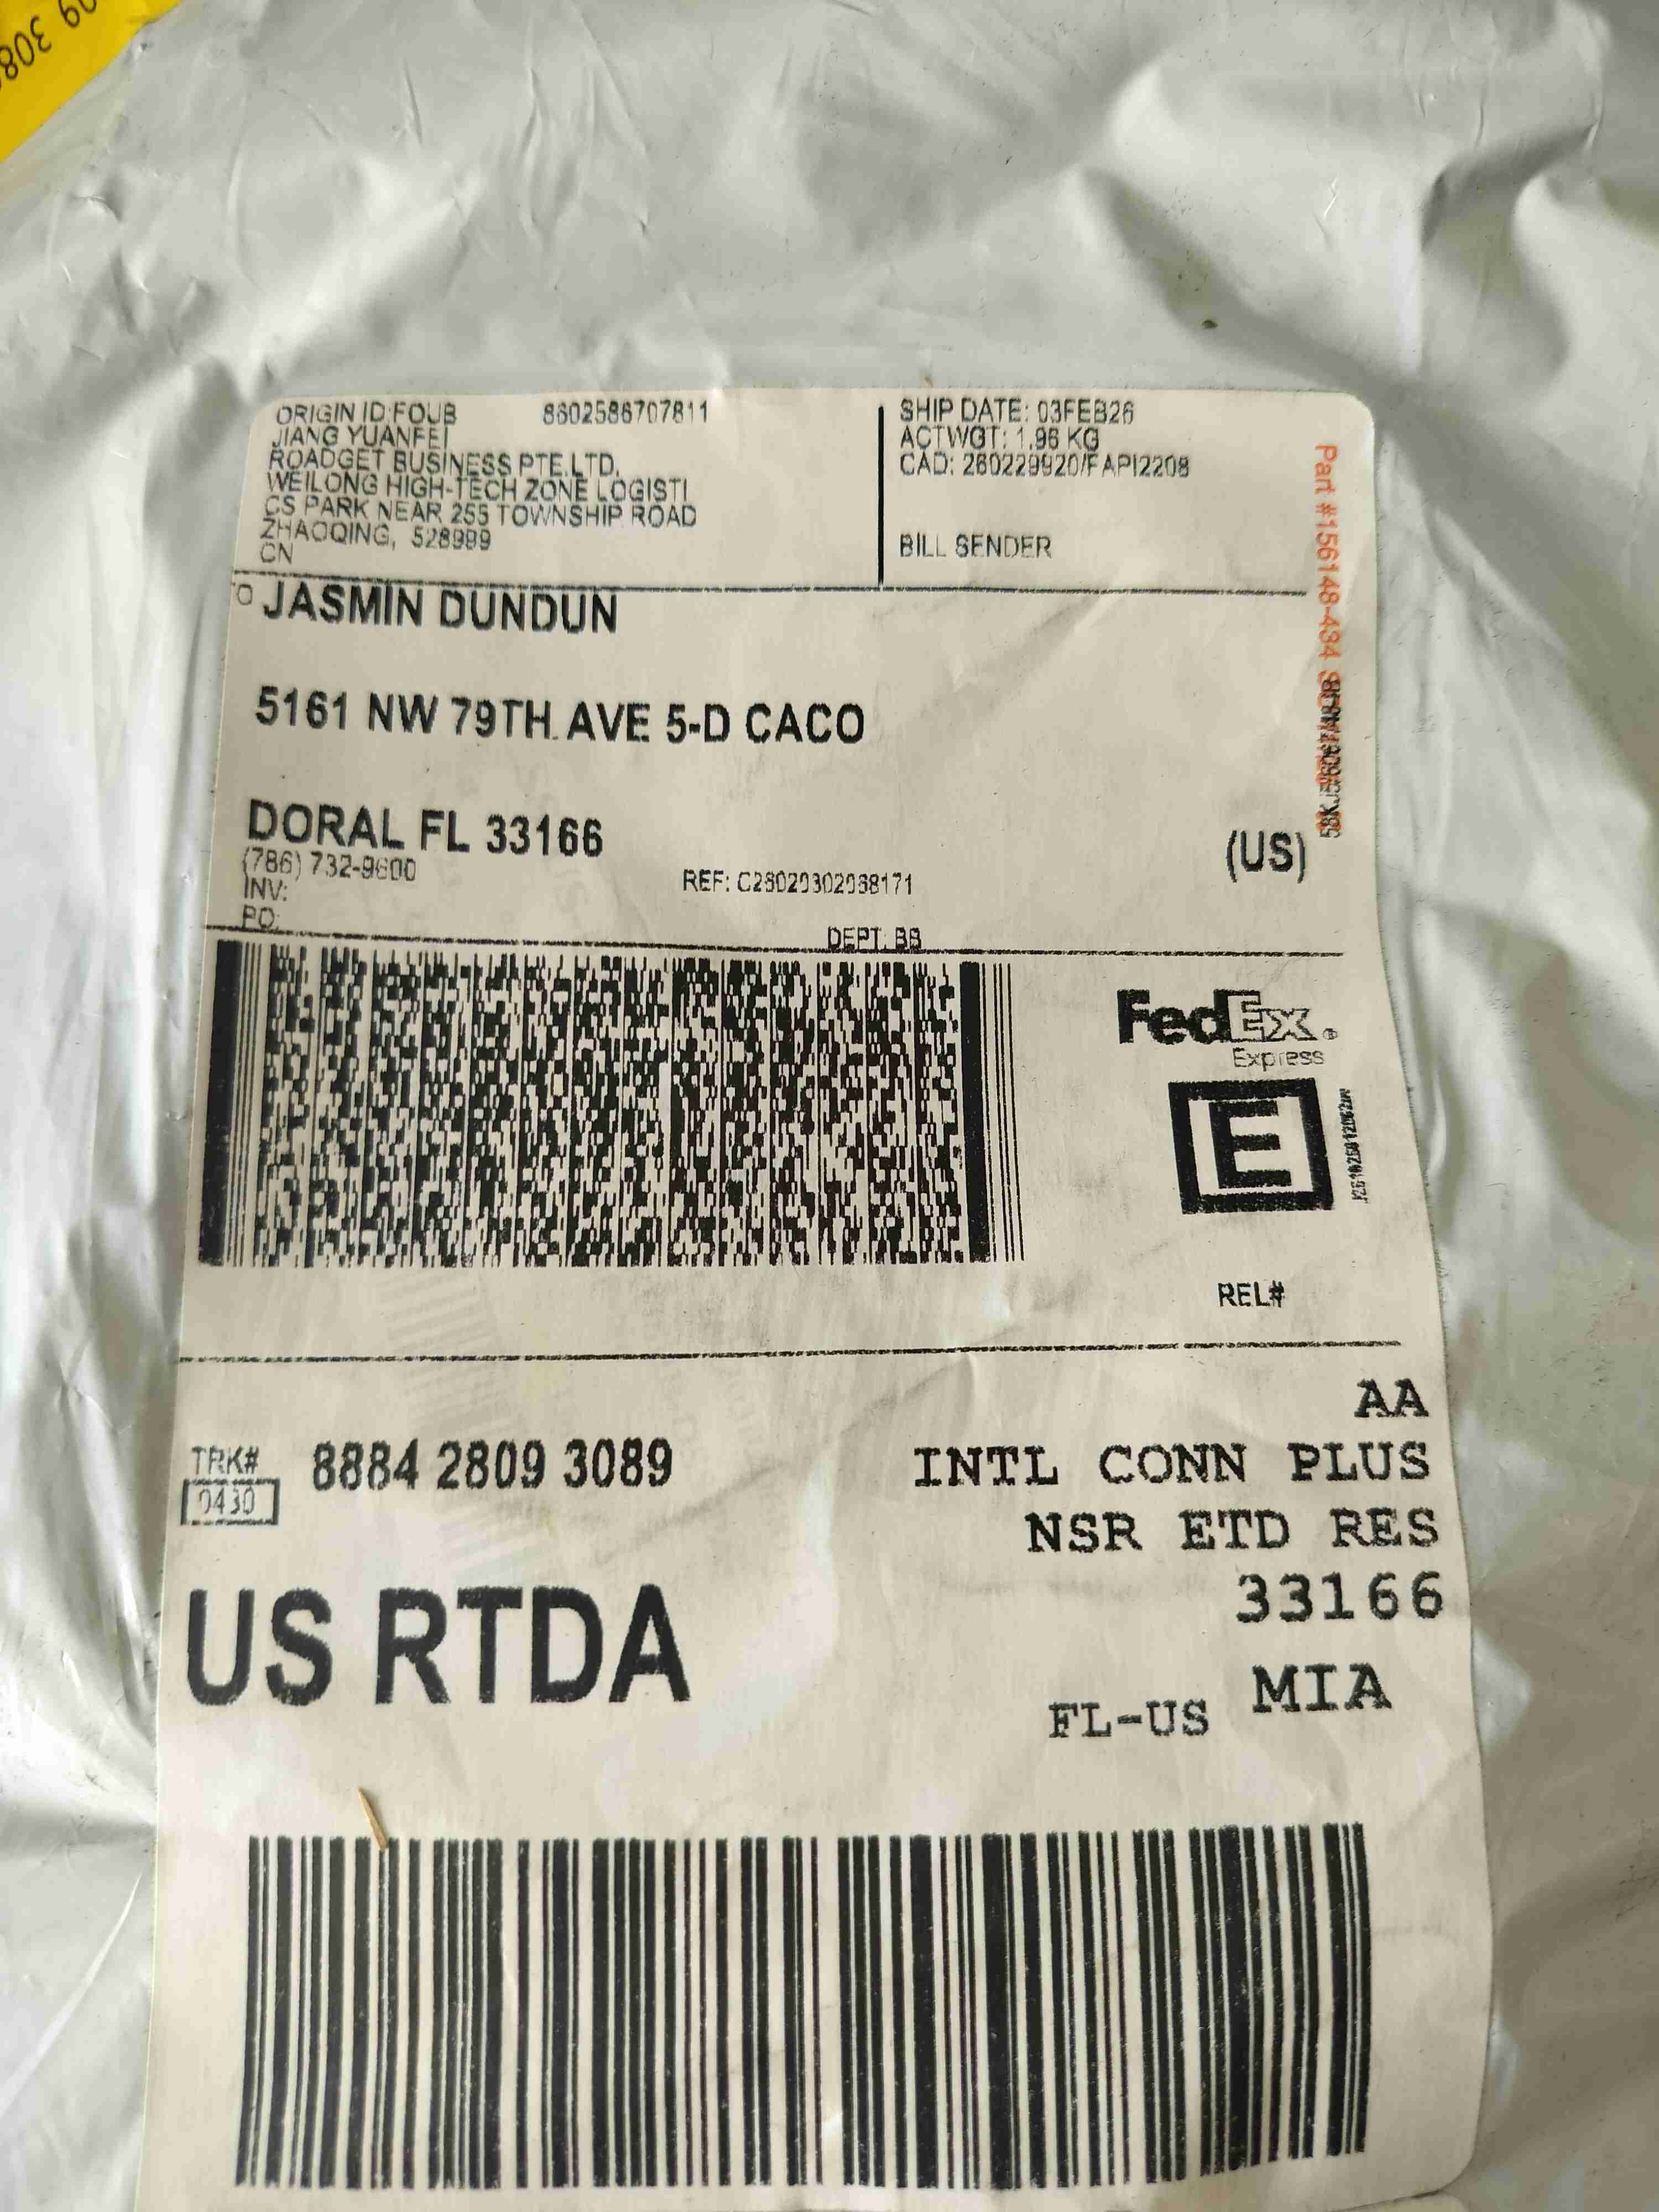 09 308
ORIGIN ID:FOUB 8602586707811
JIANG YUANFEI
ROADGET BUSINESS PTE.LTD.
WEILONG HIGH-TECH ZONE LOGISTI
CS PARK NEAR 255 TOWNSHIP ROAD
ZHAOQING, 528999
CN
SHIP DATE: 03FEB26
ACTWGT: 1.96 KG
CAD: 260229920/FAPI2208
BILL SENDER
TO JASMIN DUNDUN
5161 NW 79TH AVE 5-D CACO
DORAL FL 33166
(US)
(786) 732-9600
INV:
REF: C26020302068171
PO:
DEPT: BB
Part #156148-434
FedEx
Express
E
REL#
AA
TRK# 8884 2809 3089
0430
INTL CONN PLUS
NSR ETD RES
33166
US RTDA
FL-US MIA